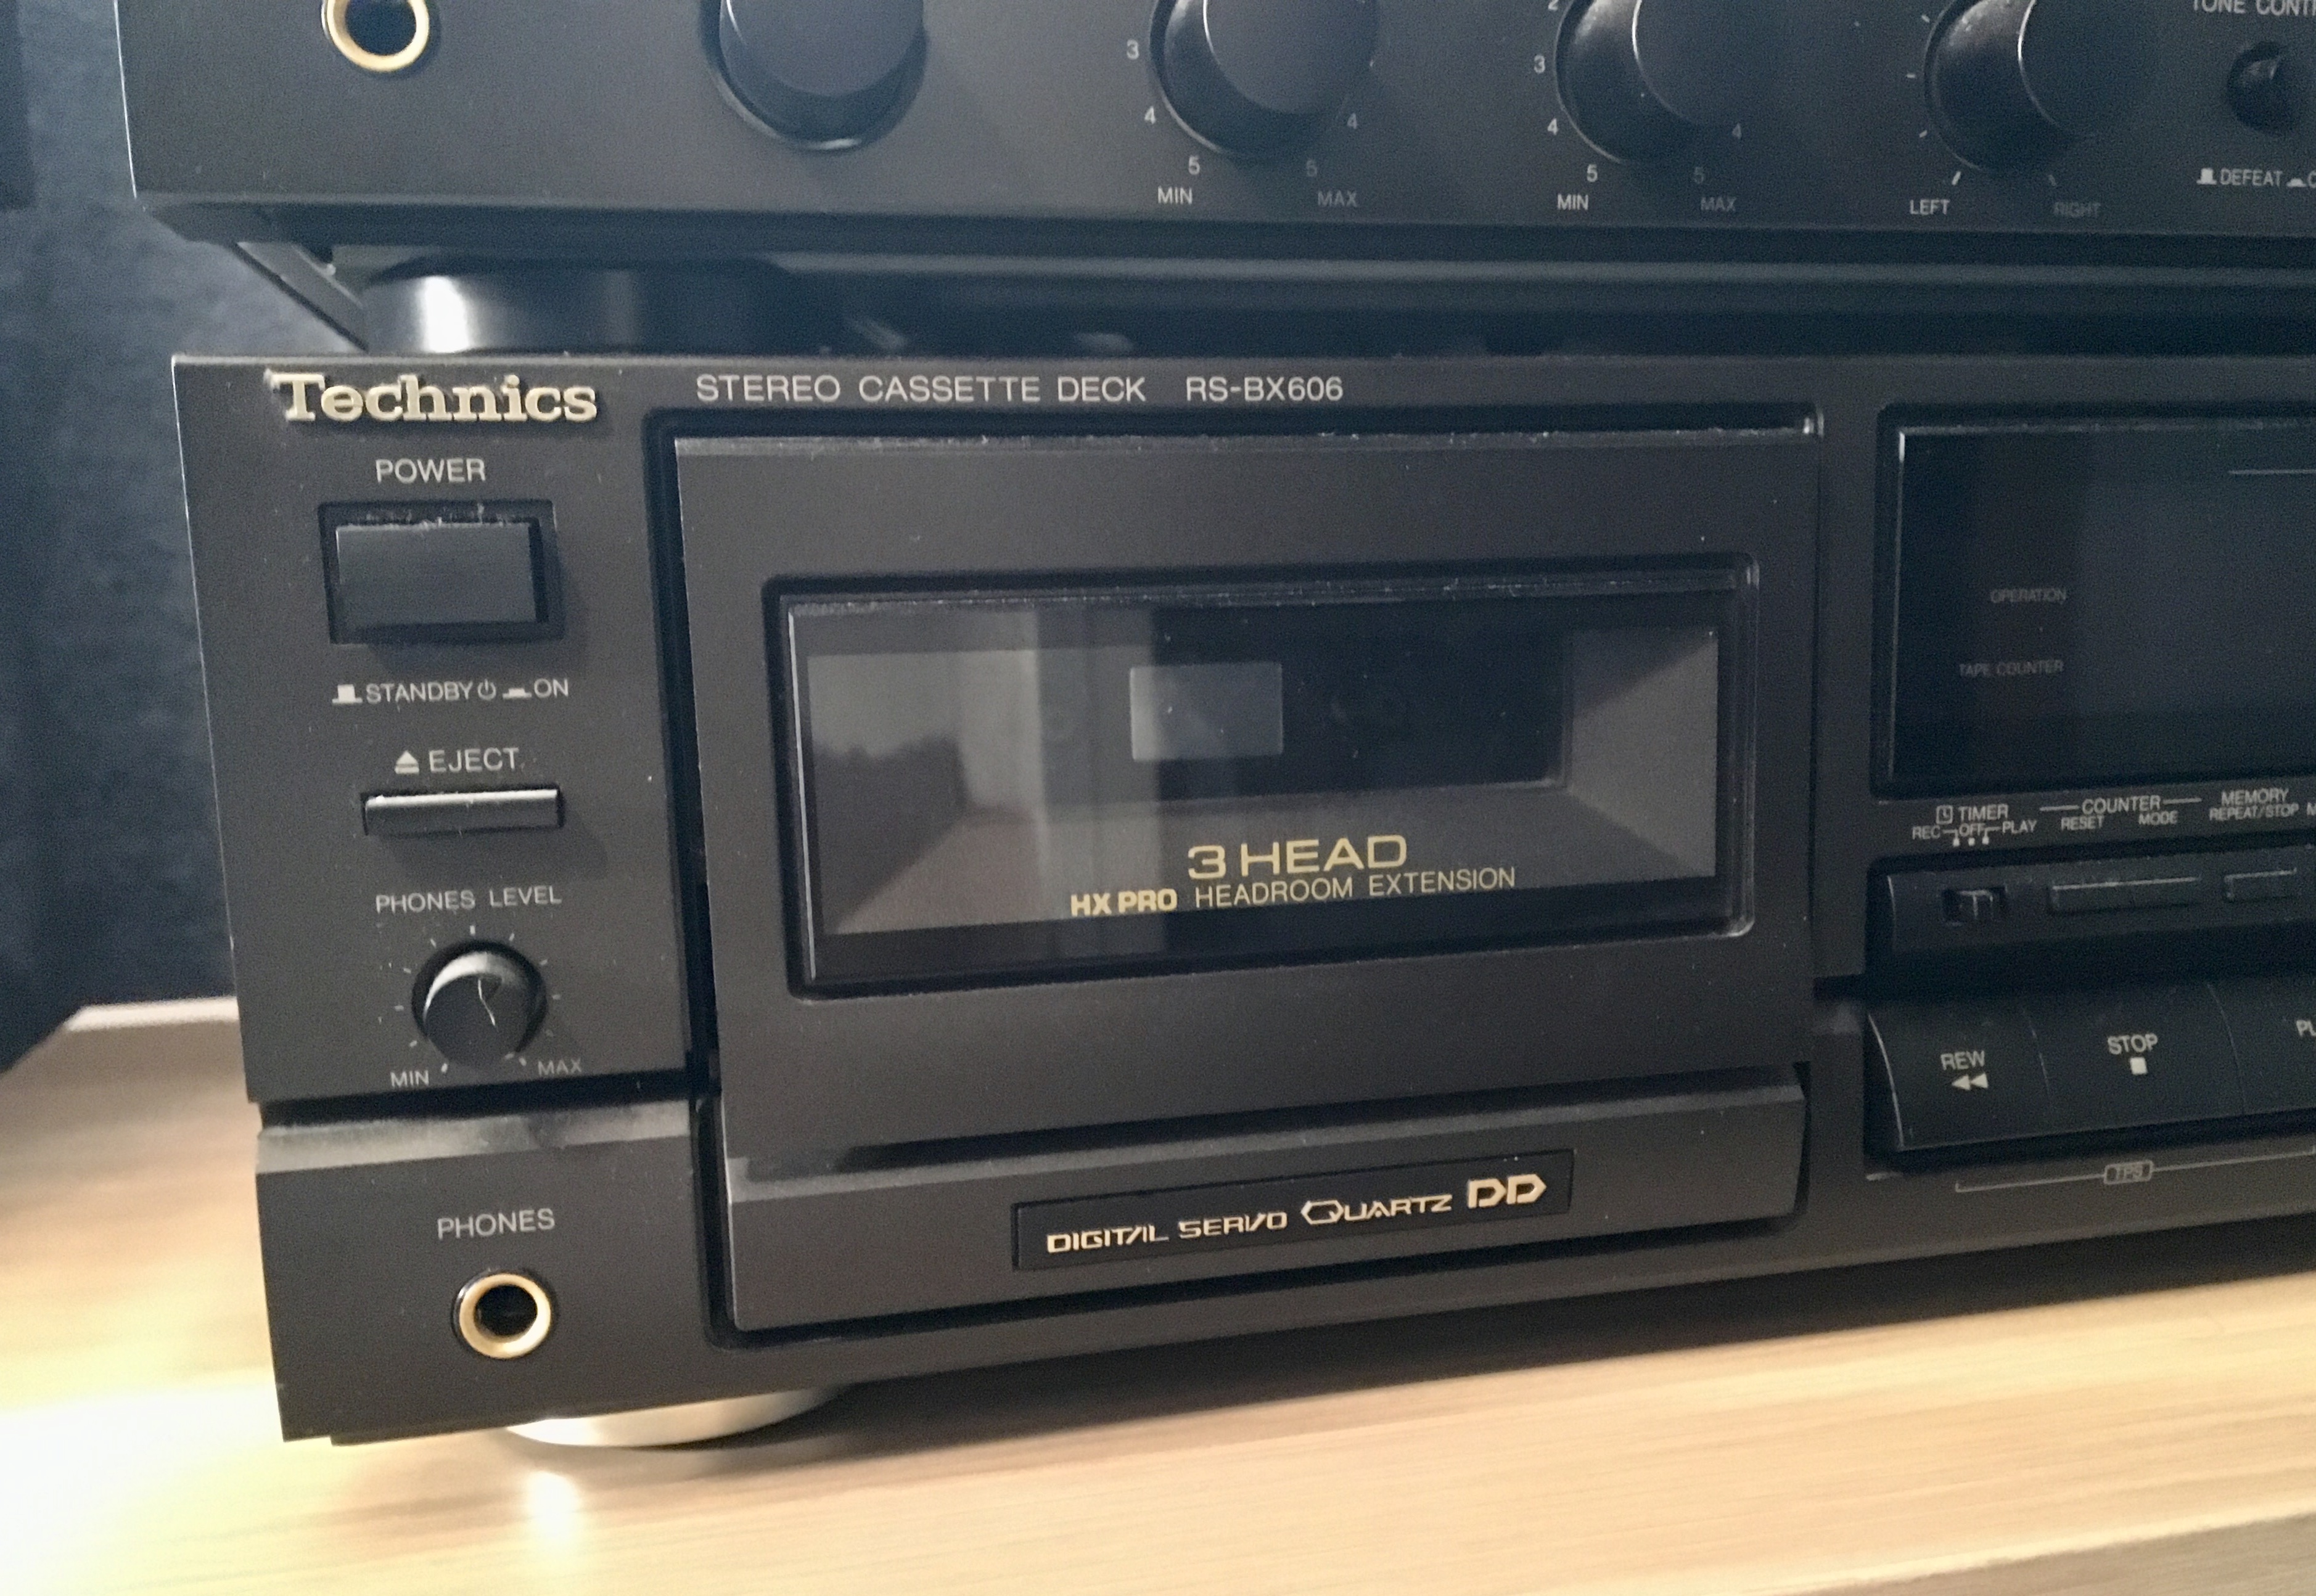 TONE
2
3
3
4
4
4
4
5
5
5
5
MIN
MAX
MIN
MAX
LEFT
RIGHT
DEFEAT
Technics
STEREO CASSETTE DECK RS-BX606
POWER
STANDBY ON
EJECT
PHONES LEVEL
MIN
MAX
PHONES
3 HEAD
HX PRO HEADROOM EXTENSION
DIGITAL SERVO QUARTZ DD
OPERATION
TAPE COUNTER
TIMER
REC OFF PLAY
COUNTER
RESET MODE
MEMORY
REPEAT/STOP
REW
STOP
TPS